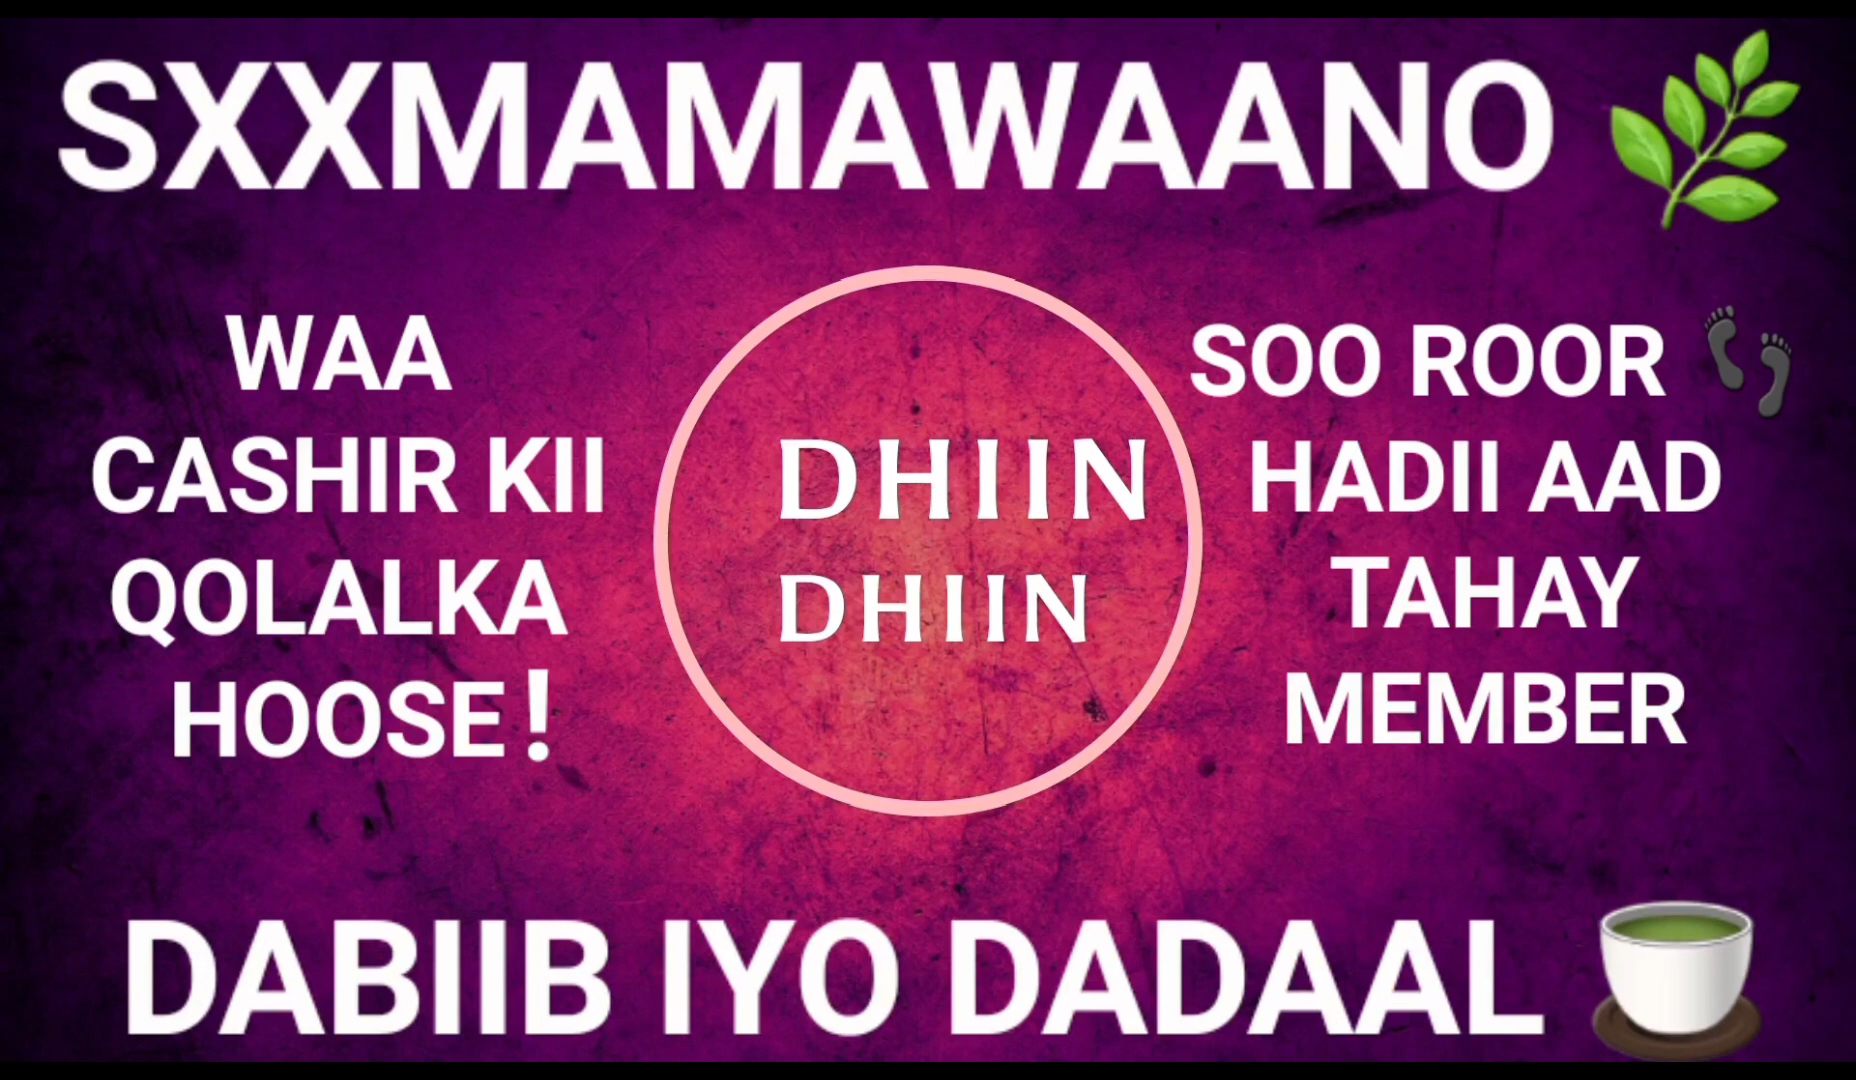 SXXMAMAWAANO
WAA
CASHIR KII
QOLALKA
HOOSE!
DHIIN
DHIIN
SOO ROOR
HADII AAD
TAHAY
MEMBER
DABIIB IYO DADAAL